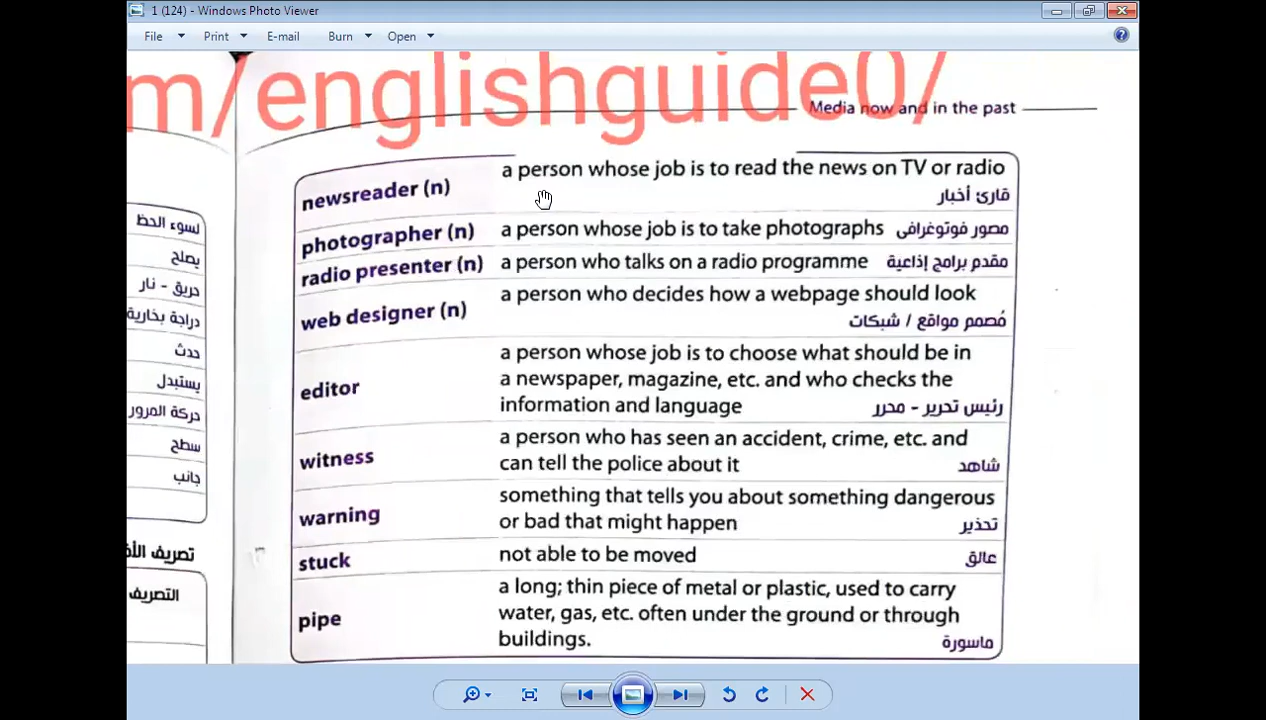 1 (124) - Windows Photo Viewer
File Print E-mail Burn Open
m/englishguide0/
Media now and in the past
newsreader (n) a person whose job is to read the news on TV or radio
قارئ أخبار
photographer (n) a person whose job is to take photographs مصور فوتوغرافى
radio presenter (n) a person who talks on a radio programme مقدم برامج إذاعية
web designer (n) a person who decides how a webpage should look
مُصمم مواقع / شبكات
editor a person whose job is to choose what should be in
a newspaper, magazine, etc. and who checks the
information and language رئيس تحرير - محرر
witness a person who has seen an accident, crime, etc. and
can tell the police about it شاهد
warning something that tells you about something dangerous
or bad that might happen تحذير
stuck not able to be moved عالق
pipe a long; thin piece of metal or plastic, used to carry
water, gas, etc. often under the ground or through
buildings. ماسورة
لسوء الحظ
يصلح
حريق - نار
دراجة بخارية
حدث
يستبدل
حركة المرور
سطح
جانب
تصريف الأف
التصريف